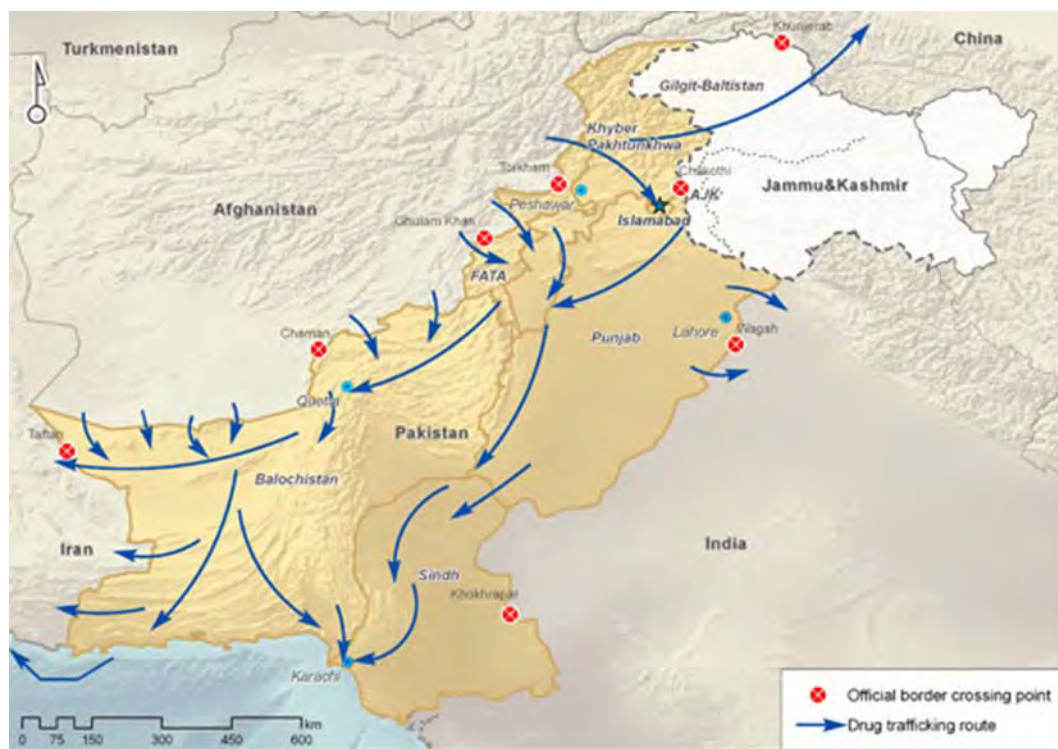 Turkmenistan
Khunjerab
China
Gilgit-Baltistan
Khyber
Pakhtunkhwa
Torkham
Chakothi
Jammu&Kashmir
AJK
Peshawar
Afghanistan
Islamabad
Ghulam Khan
FATA
Chaman
Punjab
Lahore
Wagah
Quetta
Pakistan
Taftan
Balochistan
India
Iran
Sindh
Khokhrapar
Karachi
Official border crossing point
Drug trafficking route
km
0 75 150 300 450 600